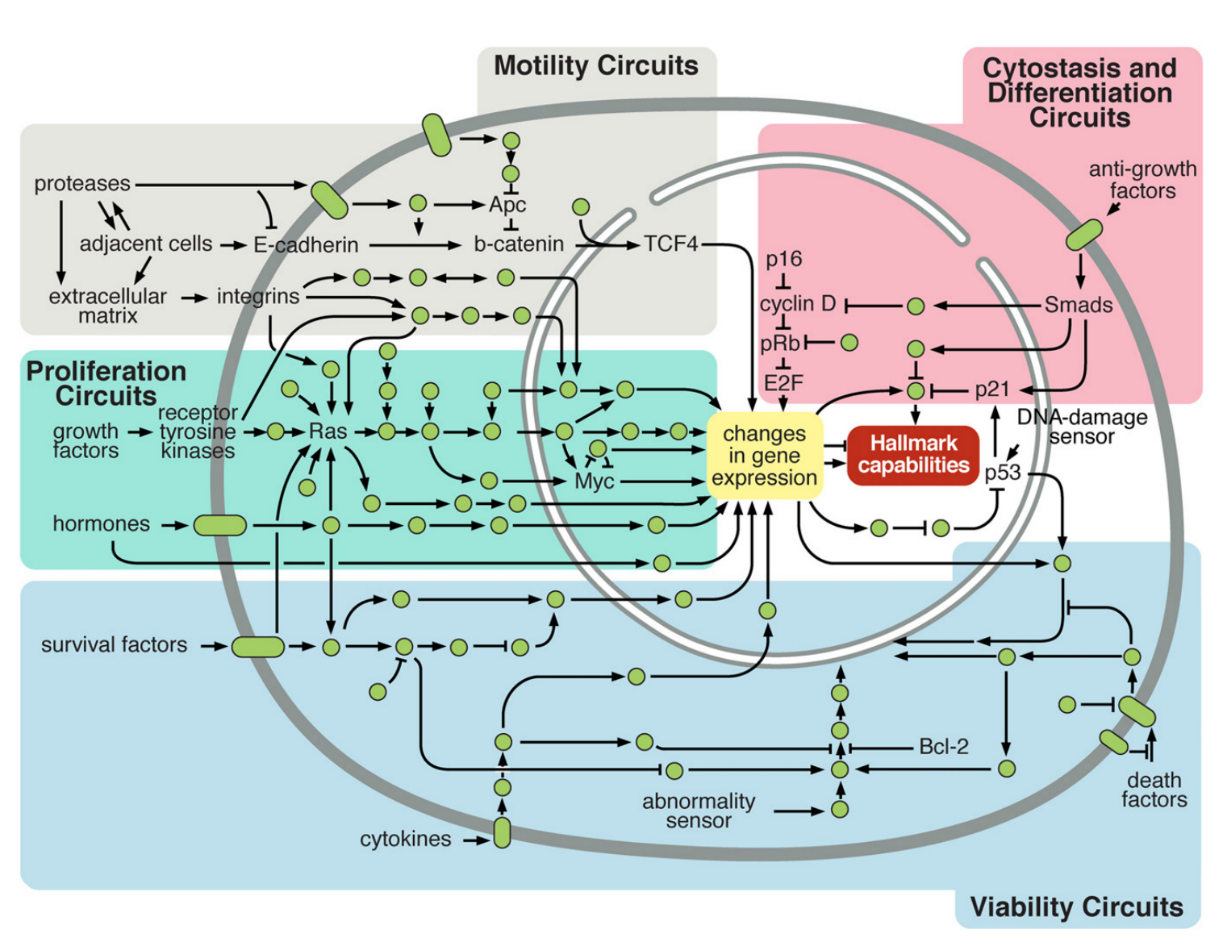 Motility Circuits
Cytostasis and
Differentiation
Circuits
proteases
anti-growth
factors
Apc
adjacent cells
E-cadherin
b-catenin
TCF4
p16
extracellular
matrix
integrins
cyclin D
Smads
pRb
E2F
p21
Proliferation
Circuits
growth
factors
receptor
tyrosine
kinases
Ras
Myc
changes
in gene
expression
Hallmark
capabilities
DNA-damage
sensor
p53
hormones
survival factors
Bcl-2
abnormality
sensor
death
factors
cytokines
Viability Circuits